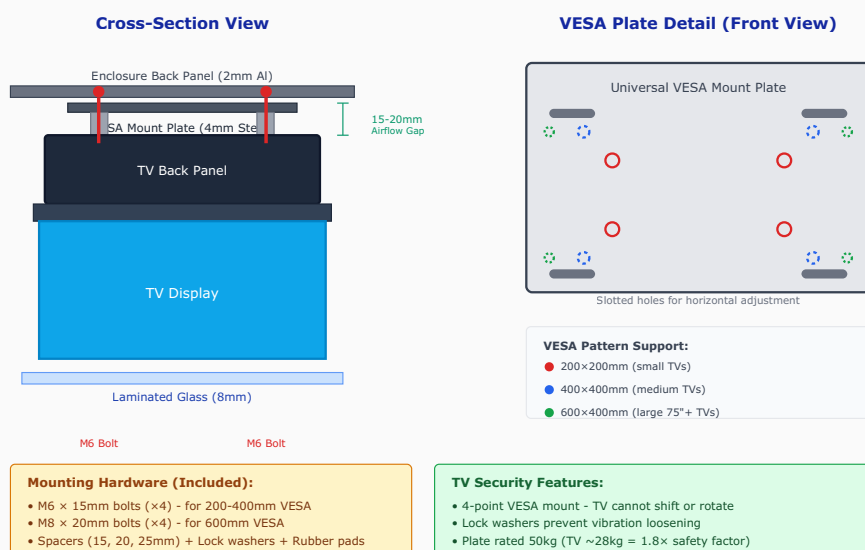 Cross-Section View
Enclosure Back Panel (2mm Al)
SA Mount Plate (4mm Ste
15-20mm
Airflow Gap
TV Back Panel
TV Display
Laminated Glass (8mm)
M6 Bolt
M6 Bolt
Mounting Hardware (Included):
• M6 × 15mm bolts (×4) - for 200-400mm VESA
• M8 × 20mm bolts (×4) - for 600mm VESA
• Spacers (15, 20, 25mm) + Lock washers + Rubber pads
VESA Plate Detail (Front View)
Universal VESA Mount Plate
Slotted holes for horizontal adjustment
VESA Pattern Support:
200×200mm (small TVs)
400×400mm (medium TVs)
600×400mm (large 75"+ TVs)
TV Security Features:
• 4-point VESA mount - TV cannot shift or rotate
• Lock washers prevent vibration loosening
• Plate rated 50kg (TV ~28kg = 1.8× safety factor)